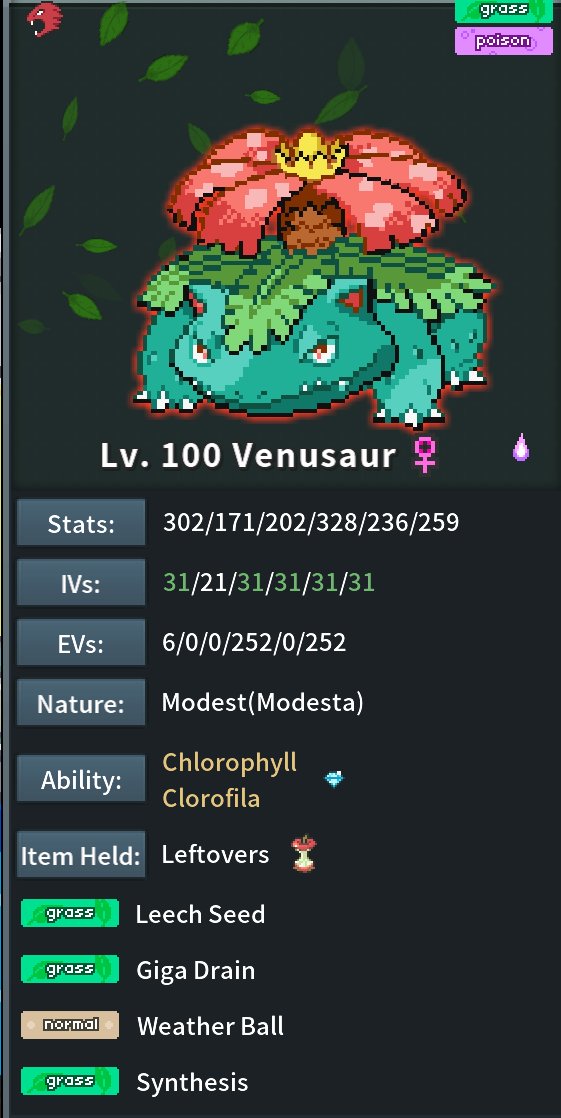 grass
poison
Lv. 100 Venusaur
Stats: 302/171/202/328/236/259
IVs: 31/21/31/31/31/31
EVs: 6/0/0/252/0/252
Nature: Modest(Modesta)
Ability: Chlorophyll
Clorofila
Item Held: Leftovers
grass Leech Seed
grass Giga Drain
normal Weather Ball
grass Synthesis